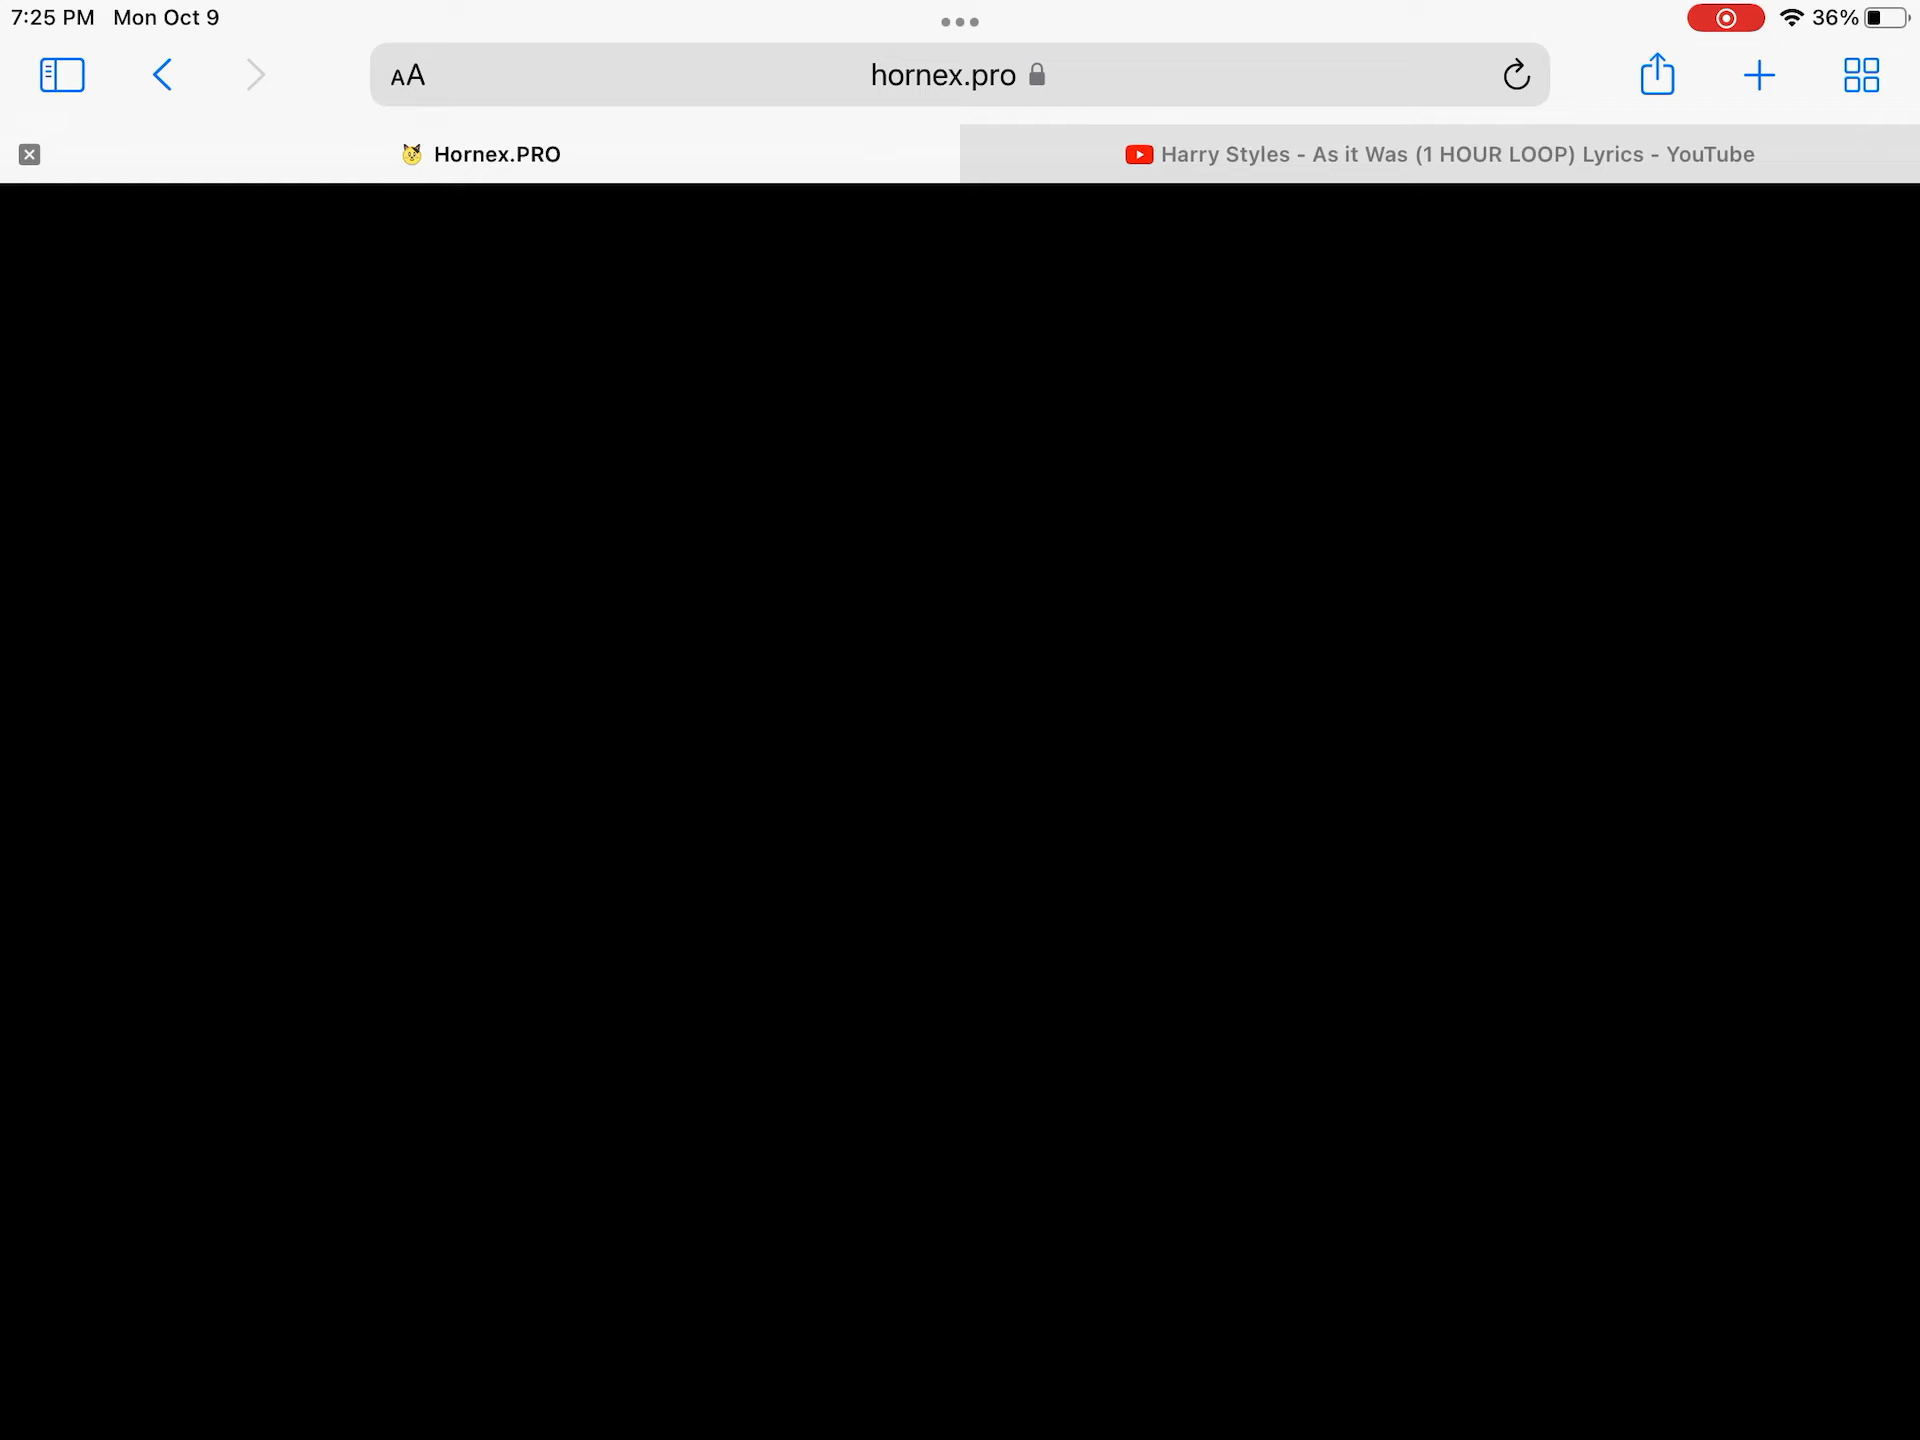 7:25 PM Mon Oct 9
36%
AA
hornex.pro
Hornex.PRO
Harry Styles - As it Was (1 HOUR LOOP) Lyrics - YouTube